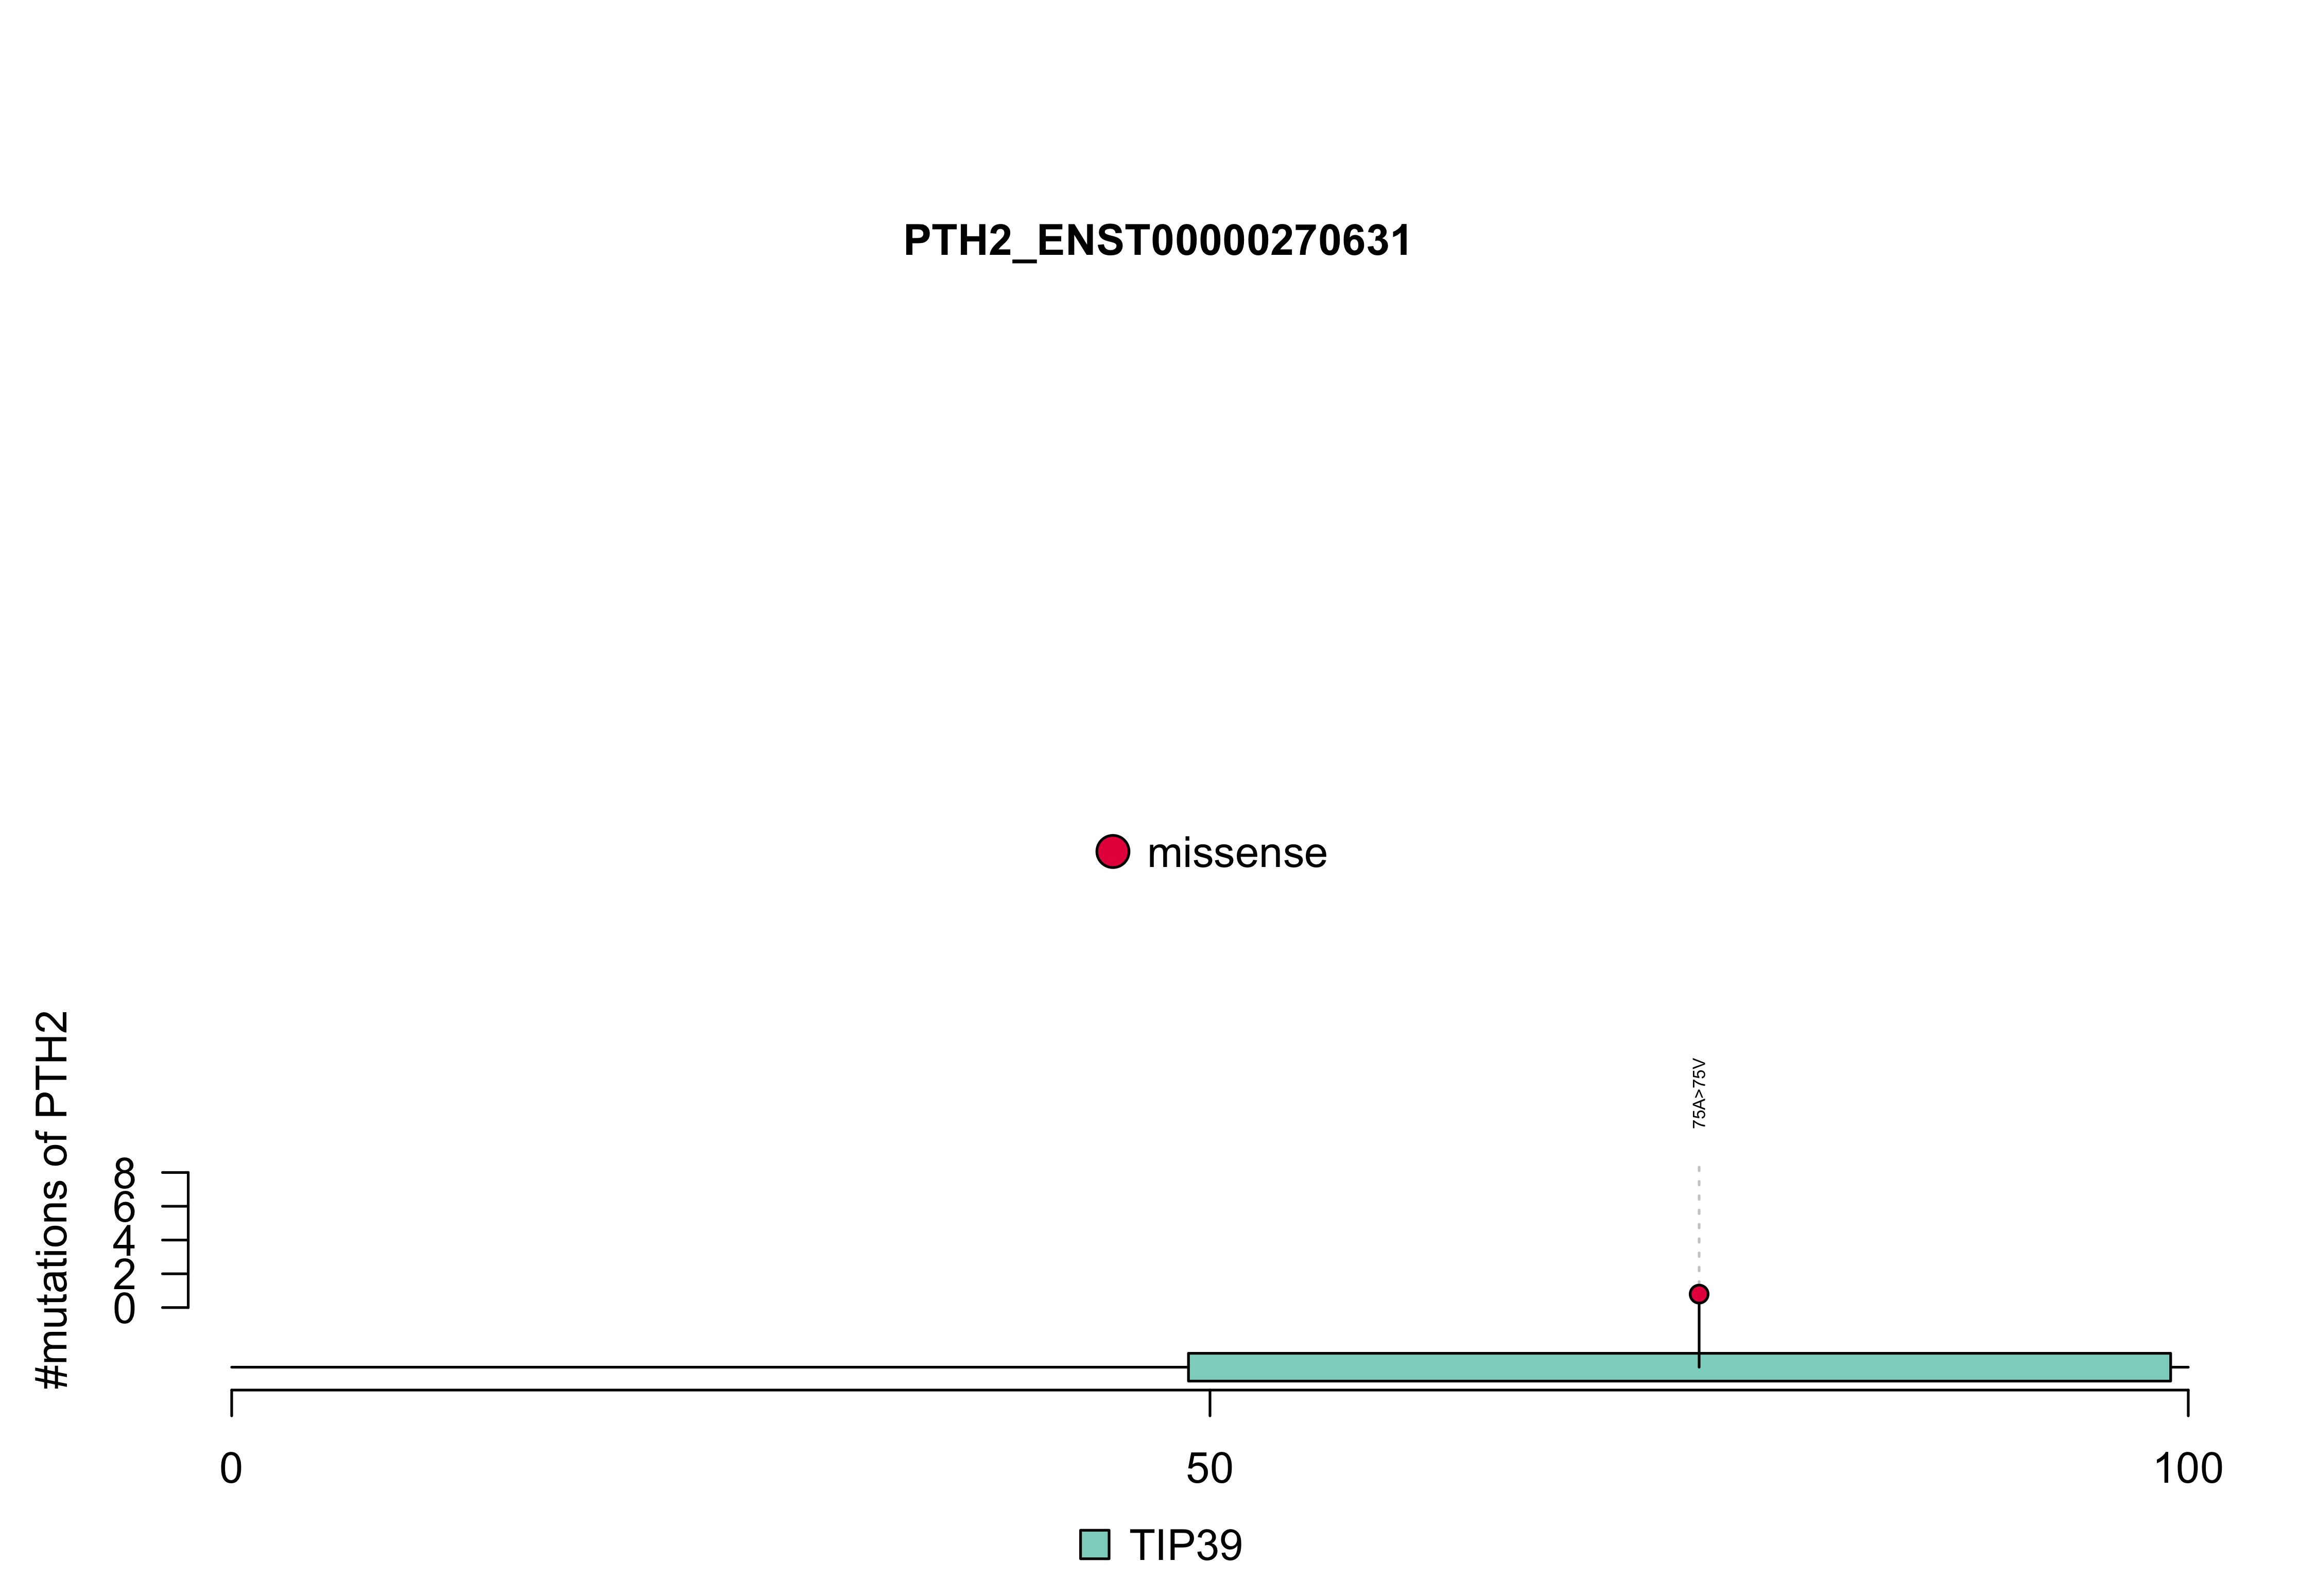 PTH2_ENST00000270631
missense
#mutations of PTH2
75A>75V
8
6
4
2
0
0
50
100
TIP39